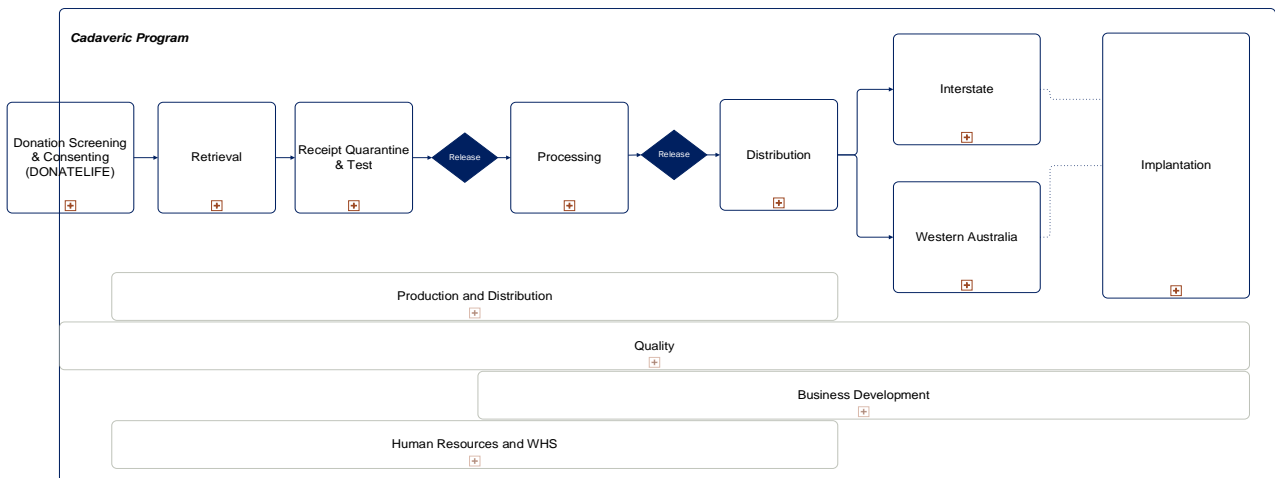 Cadaveric Program
Donation Screening
& Consenting
(DONATELIFE)
Retrieval
Receipt Quarantine
& Test
Release
Processing
Release
Distribution
Interstate
Western Australia
Implantation
Production and Distribution
Quality
Business Development
Human Resources and WHS